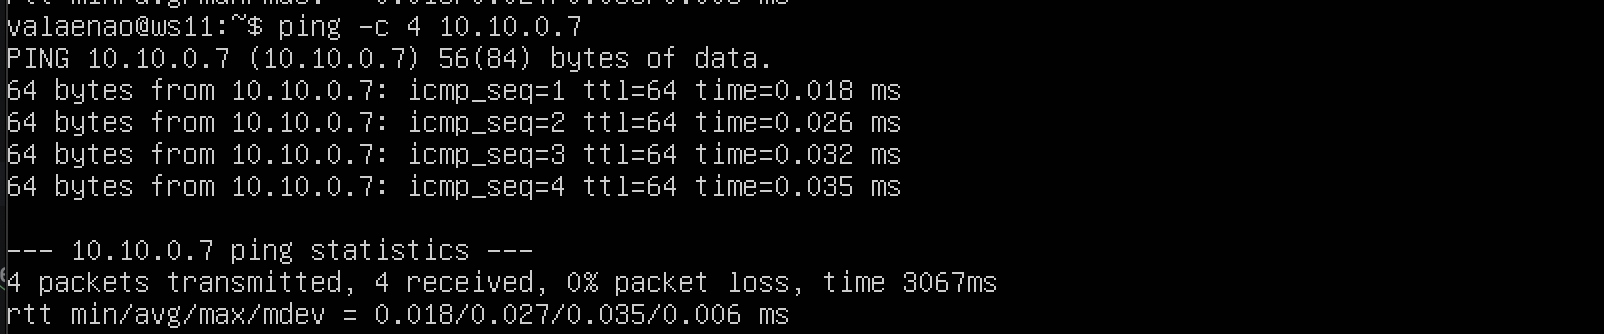 valaenao@ws11:~$ ping -c 4 10.10.0.7
PING 10.10.0.7 (10.10.0.7) 56(84) bytes of data.
64 bytes from 10.10.0.7: icmp_seq=1 ttl=64 time=0.018 ms
64 bytes from 10.10.0.7: icmp_seq=2 ttl=64 time=0.026 ms
64 bytes from 10.10.0.7: icmp_seq=3 ttl=64 time=0.032 ms
64 bytes from 10.10.0.7: icmp_seq=4 ttl=64 time=0.035 ms
--- 10.10.0.7 ping statistics ---
4 packets transmitted, 4 received, 0% packet loss, time 3067ms
rtt min/avg/max/mdev = 0.018/0.027/0.035/0.006 ms